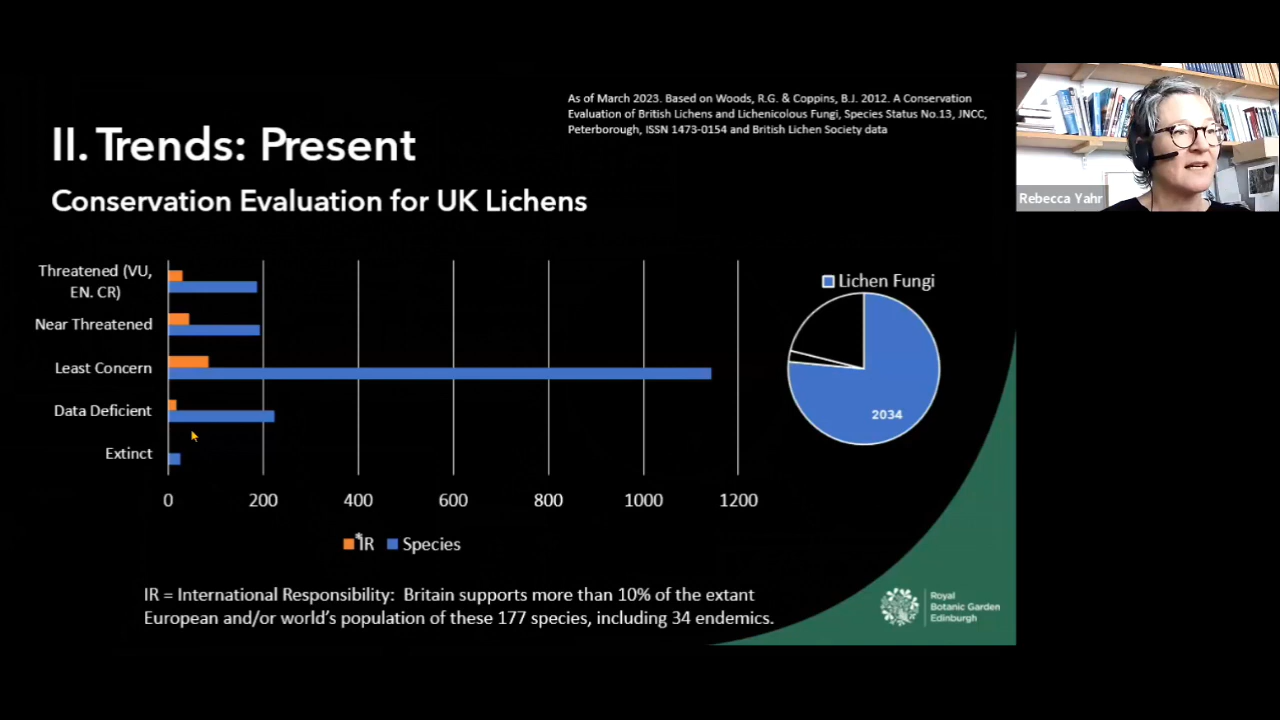 As of March 2023. Based on Woods, R.G. & Coppins, B.J. 2012. A Conservation
Evaluation of British Lichens and Lichenicolous Fungi, Species Status No.13, JNCC,
Peterborough, ISSN 1473-0154 and British Lichen Society data
II. Trends: Present
Conservation Evaluation for UK Lichens
Rebecca Yahr
Threatened (VU,
EN. CR)
Near Threatened
Least Concern
Data Deficient
Extinct
0 200 400 600 800 1000 1200
*IR Species
Lichen Fungi
2034
IR = International Responsibility: Britain supports more than 10% of the extant
European and/or world's population of these 177 species, including 34 endemics.
Royal
Botanic Garden
Edinburgh